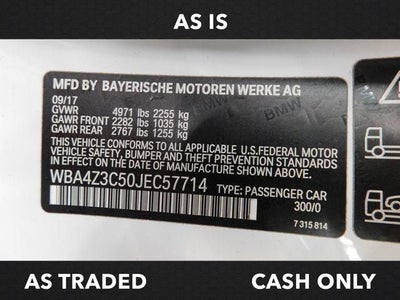 AS IS
MFD BY BAYERISCHE MOTOREN WERKE AG
09/17
GVWR 4971 lbs 2255 kg
GAWR FRONT 2282 lbs 1035 kg
GAWR REAR 2767 lbs 1255 kg
THIS VEHICLE CONFORMS TO ALL APPLICABLE U.S.FEDERAL MOTOR
VEHICLE SAFETY, BUMPER, AND THEFT PREVENTION
STANDARDS IN EFFECT ON THE DATE OF
MANUFACTURE SHOWN ABOVE.
WBA4Z3C50JEC57714 TYPE: PASSENGER CAR
300/0
7 315 814
BMW
AS TRADED
CASH ONLY